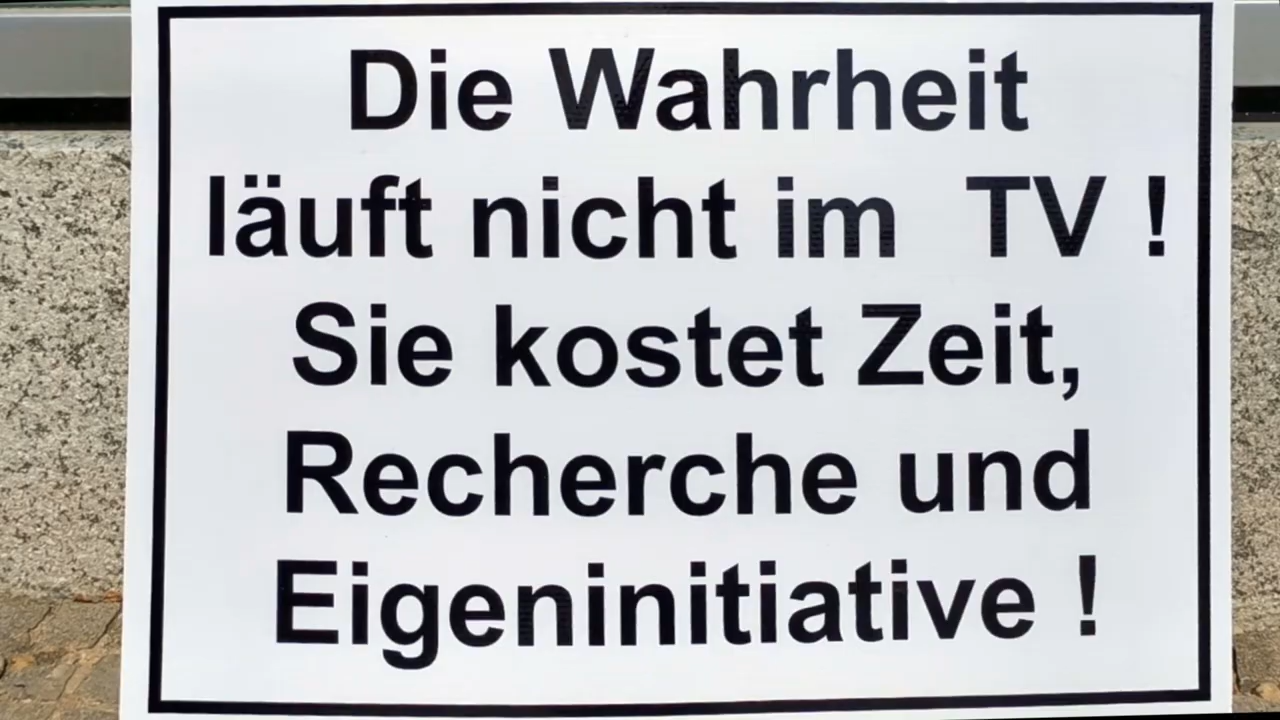 Die Wahrheit
läuft nicht im  TV !
Sie kostet Zeit,
Recherche und
Eigeninitiative !